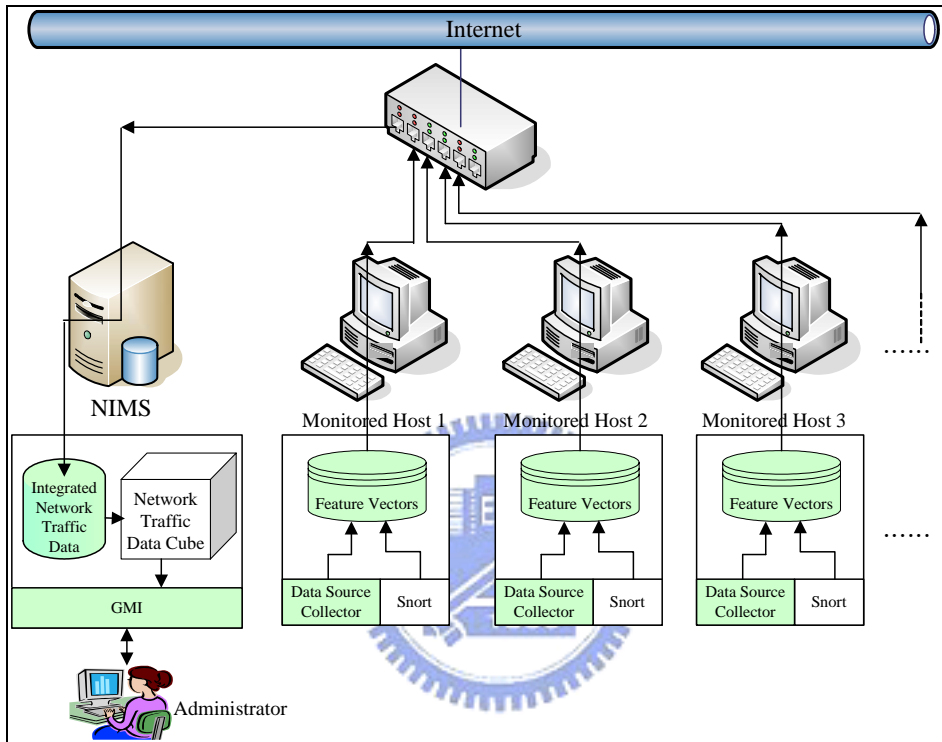 Internet
NIMS
Monitored Host 1
Monitored Host 2
Monitored Host 3
......
Integrated
Network
Traffic
Data
Network
Traffic
Data Cube
GMI
Administrator
Feature Vectors
Data Source
Collector
Snort
Feature Vectors
Data Source
Collector
Snort
Feature Vectors
Data Source
Collector
Snort
......